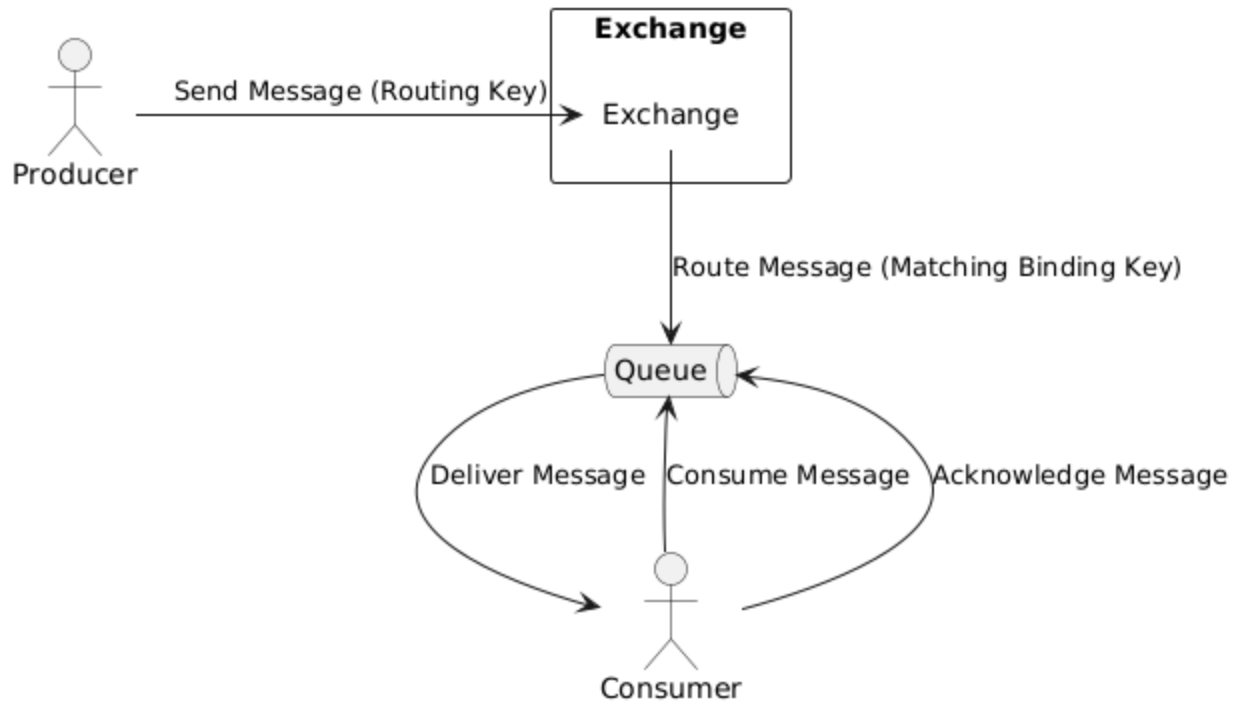 Exchange
Send Message (Routing Key)
Exchange
Producer
Route Message (Matching Binding Key)
Queue
Deliver Message
Consume Message
Acknowledge Message
Consumer